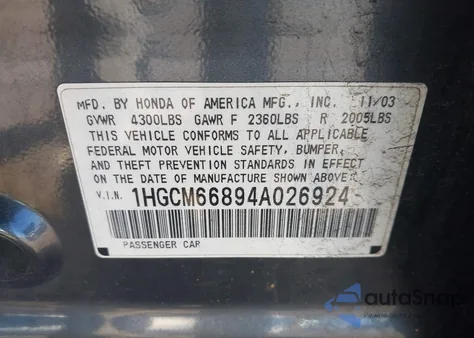 MFD. BY HONDA OF AMERICA MFG., INC. 11/03
GVWR 4300LBS GAWR F 2360LBS R 2005LBS
THIS VEHICLE CONFORMS TO ALL APPLICABLE
FEDERAL MOTOR VEHICLE SAFETY, BUMPER,
AND THEFT PREVENTION STANDARDS IN EFFECT
ON THE DATE OF MANUFACTURE SHOWN ABOVE.
V.I.N. 1HGCM66894A026924
PASSENGER CAR
autoSnap